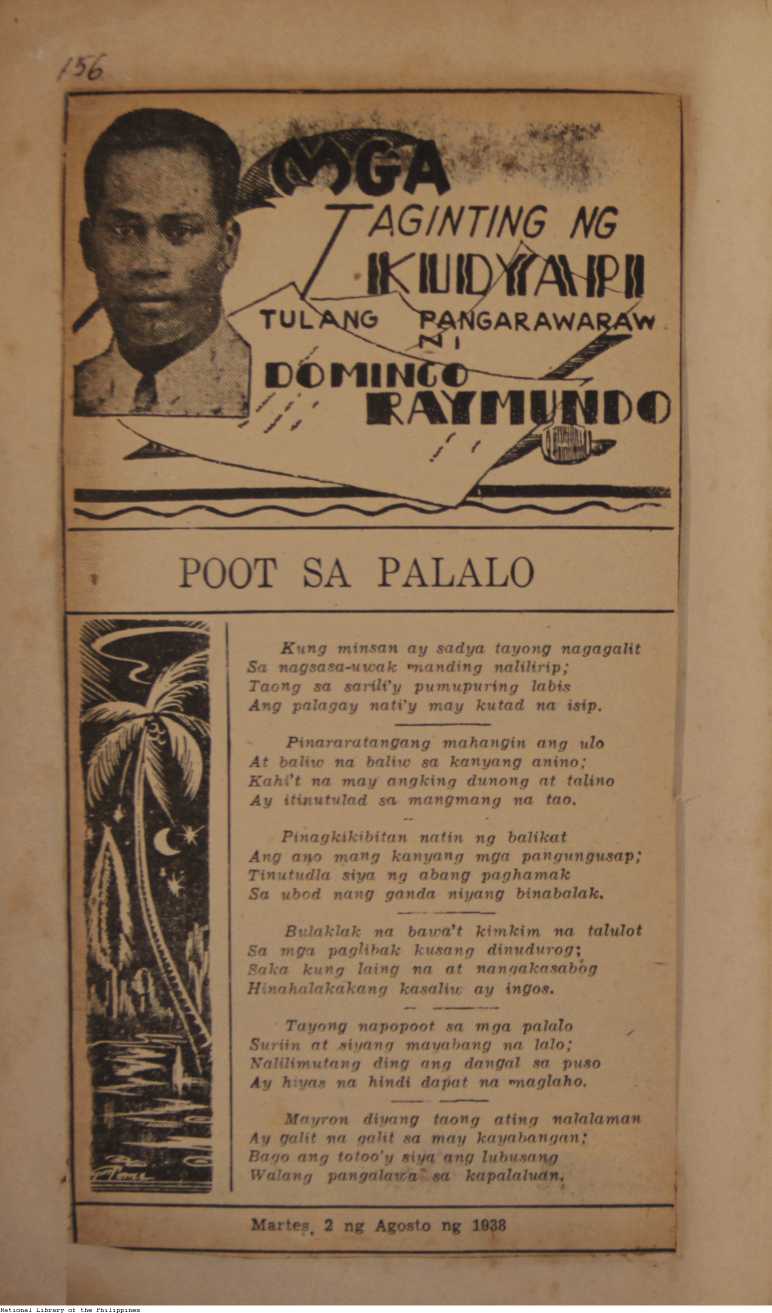 156
MGA
TAGINTING NG
KUDYAPI
TULANG PANGARAWARAW
NI
DOMINGO
RAYMUNDO
POOT SA PALALO
Kung minsan ay sadya tayong nagagalit
Sa nagsasa-uwak manding nalilirip;
Taong sa sarili'y pumupuring labis
Ang palagay nati'y may kutad na isip.
Pinararatangang mahangin ang ulo
At baliw na baliw sa kanyang anino;
Kahi't na may angking dunong at talino
Ay itinutulad sa mangmang na tao.
Pinagkikibitan natin ng balikat
Ang ano mang kanyang mga pangungusap;
Tinutudla siya ng abang paghamak
Sa ubod nang ganda niyang binabalak.
Bulaklak na bawa't kimkim na talulot
Sa mga paglibak kusang dinudurog;
Saka kung laing na at nangakasabog
Hinahalakakang kasaliw ay ingos.
Tayong napopoot sa mga palalo
Suriin at siyang mayabang na lalo;
Nalilimutang ding ang dangal sa puso
Ay hiyas na hindi dapat na maglaho.
Mayron diyang taong ating nalalaman
Ay galit na galit sa may kayabangan;
Bago ang totoo'y siya ang lubusang
Walang pangalawa sa kapalaluan.
Martes, 2 ng Agosto ng 1938
National Library of the Philippines